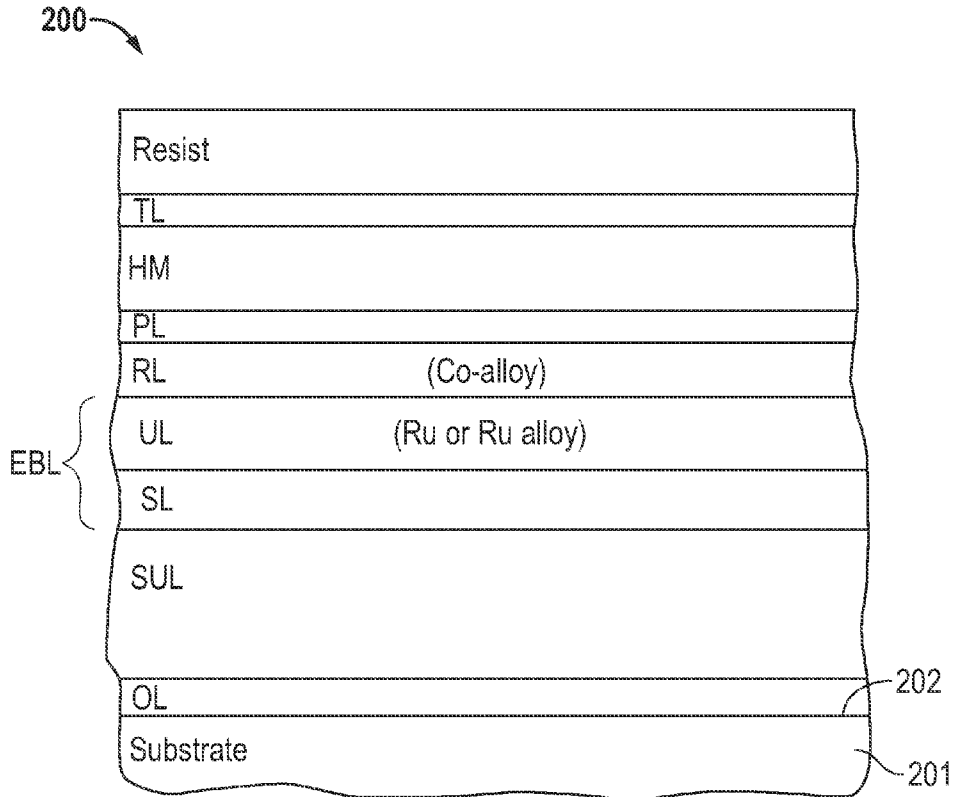 200
Resist
TL
HM
PL
RL (Co-alloy)
UL (Ru or Ru alloy)
EBL
SL
SUL
202
OL
Substrate
201